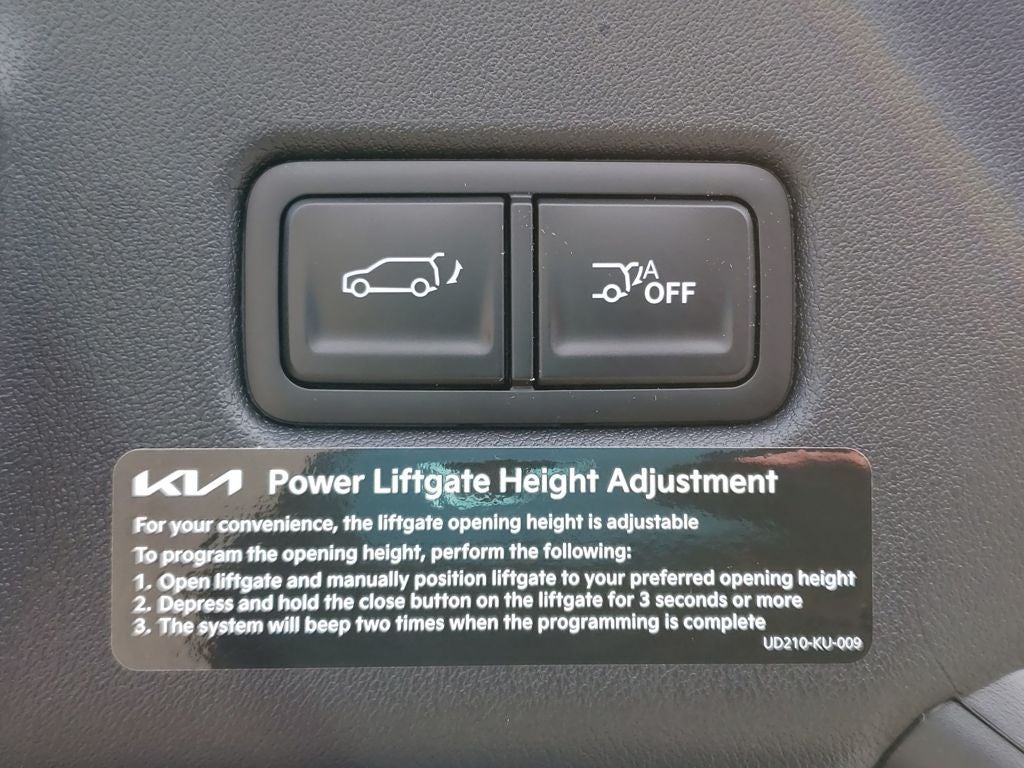 A
OFF
KIA Power Liftgate Height Adjustment
For your convenience, the liftgate opening height is adjustable
To program the opening height, perform the following:
1. Open liftgate and manually position liftgate to your preferred opening height
2. Depress and hold the close button on the liftgate for 3 seconds or more
3. The system will beep two times when the programming is complete
UD210-KU-009